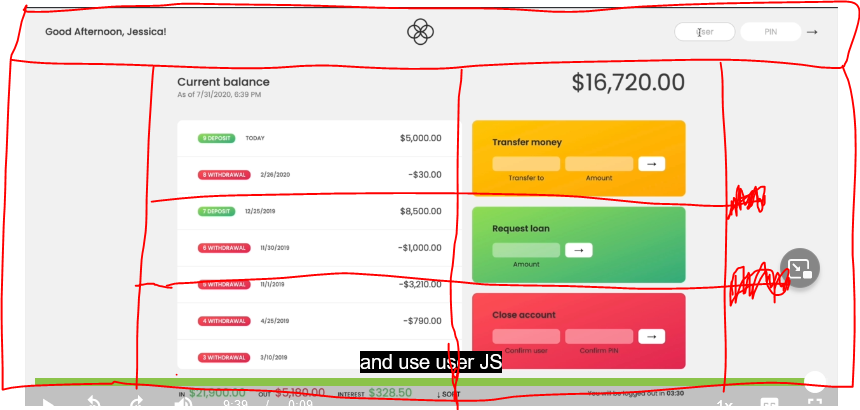 Good Afternoon, Jessica!
user PIN →
Current balance
As of 7/31/2020, 6:39 PM
$16,720.00
9 DEPOSIT TODAY $5,000.00
8 WITHDRAWAL 2/26/2020 -$30.00
7 DEPOSIT 12/25/2019 $8,500.00
6 WITHDRAWAL 11/30/2019 -$1,000.00
5 WITHDRAWAL 11/1/2019 -$3,210.00
4 WITHDRAWAL 4/25/2019 -$790.00
3 WITHDRAWAL 3/10/2019
Transfer money
→
Transfer to Amount
Request loan
→
Amount
Close account
→
Confirm user Confirm PIN
and use user JS
IN $21,900.00 OUT $5,180.00 INTEREST $328.50 ↓ SORT
You will be logged out in 03:30
9:39 / 0:09
1x